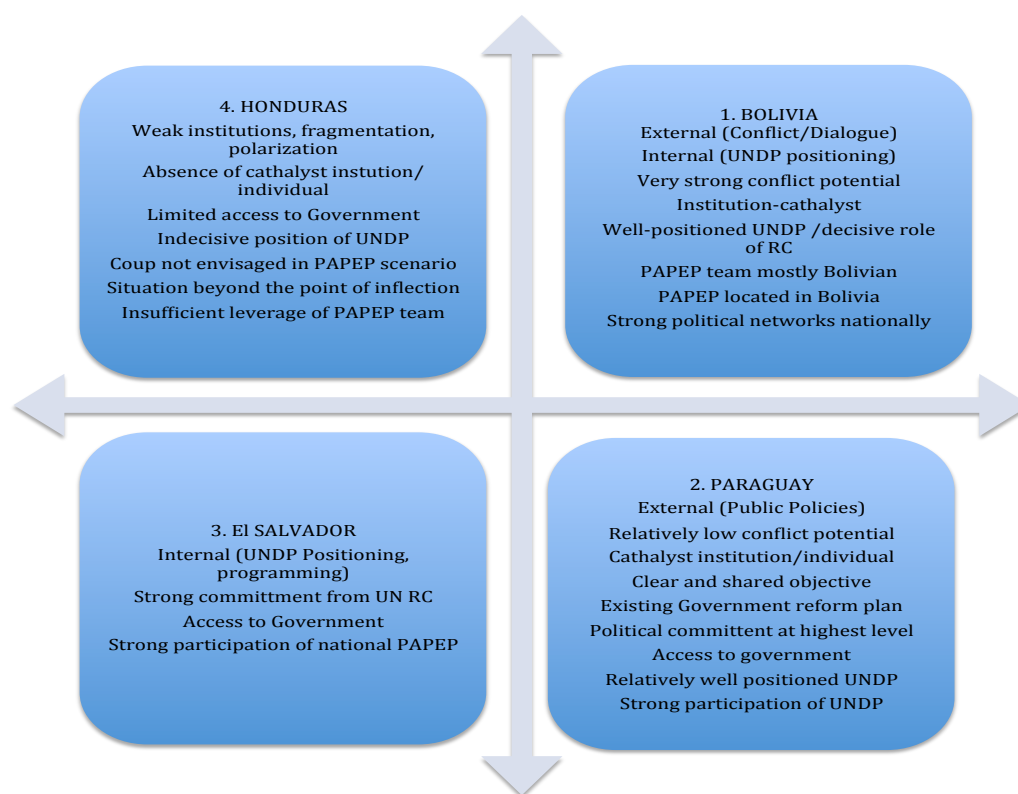 4. HONDURAS
Weak institutions, fragmentation,
polarization
Absence of cathalyst instution/
individual
Limited access to Government
Indecisive position of UNDP
Coup not envisaged in PAPEP scenario
Situation beyond the point of inflection
Insufficient leverage of PAPEP team
1. BOLIVIA
External (Conflict/Dialogue)
Internal (UNDP positioning)
Very strong conflict potential
Institution-cathalyst
Well-positioned UNDP /decisive role
of RC
PAPEP team mostly Bolivian
PAPEP located in Bolivia
Strong political networks nationally
3. El SALVADOR
Internal (UNDP Positioning,
programming)
Strong committment from UN RC
Access to Government
Strong participation of national PAPEP
2. PARAGUAY
External (Public Policies)
Relatively low conflict potential
Cathalyst institution/individual
Clear and shared objective
Existing Government reform plan
Political committent at highest level
Access to government
Relatively well positioned UNDP
Strong participation of UNDP